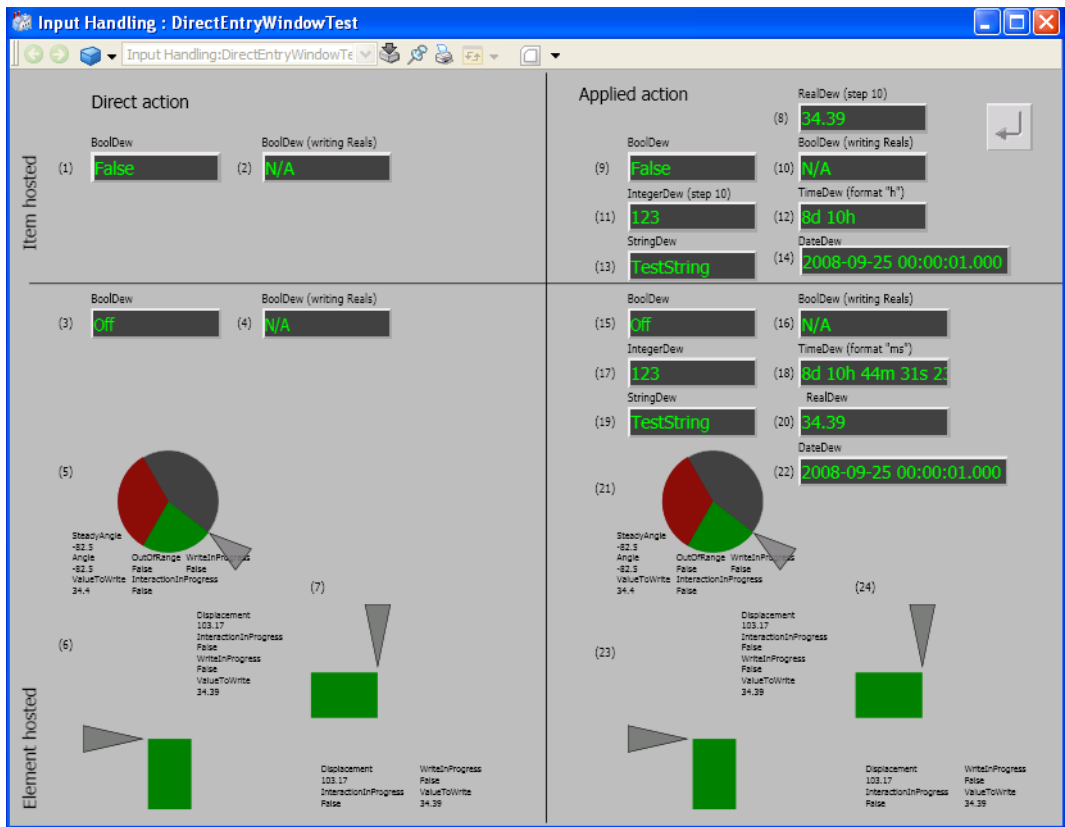 Input Handling : DirectEntryWindowTest
Input Handling:DirectEntryWindowTe
Direct action
Item hosted
BoolDew
(1) False
BoolDew (writing Reals)
(2) N/A
Applied action
RealDew (step 10)
(8) 34.39
BoolDew
(9) False
BoolDew (writing Reals)
(10) N/A
IntegerDew (step 10)
(11) 123
TimeDew (format "h")
(12) 8d 10h
StringDew
(13) TestString
DateDew
(14) 2008-09-25 00:00:01.000
Element hosted
BoolDew
(3) Off
BoolDew (writing Reals)
(4) N/A
(5)
SteadyAngle
-82.5
Angle OutOfRange WriteInProgress
-82.5 False False
ValueToWrite InteractionInProgress
34.4 False
(7)
(6)
Displacement
103.17
InteractionInProgress
False
WriteInProgress
False
ValueToWrite
34.39
Displacement WriteInProgress
103.17 False
InteractionInProgress ValueToWrite
False 34.39
BoolDew
(15) Off
BoolDew (writing Reals)
(16) N/A
IntegerDew
(17) 123
TimeDew (format "ms")
(18) 8d 10h 44m 31s 23
StringDew
(19) TestString
RealDew
(20) 34.39
DateDew
(22) 2008-09-25 00:00:01.000
(21)
SteadyAngle
-82.5
Angle OutOfRange WriteInProgress
-82.5 False False
ValueToWrite InteractionInProgress
34.4 False
(24)
(23)
Displacement
103.17
InteractionInProgress
False
WriteInProgress
False
ValueToWrite
34.39
Displacement WriteInProgress
103.17 False
InteractionInProgress ValueToWrite
False 34.39